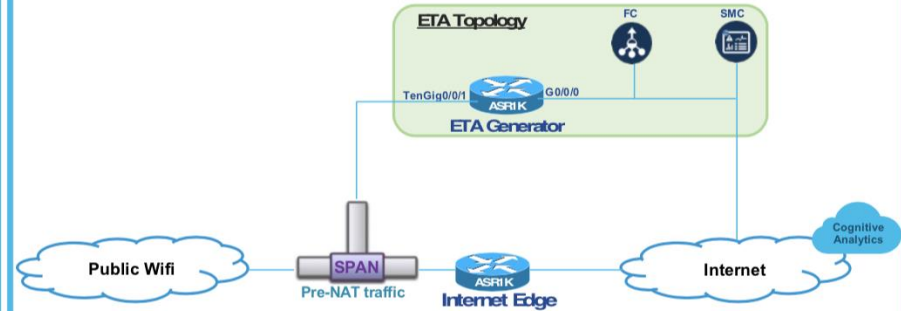 ETA Topology
FC
SMC
TenGig0/0/1
G0/0/0
ASR1K
ETA Generator
Cognitive
Analytics
Public Wifi
SPAN
ASR1K
Internet
Pre-NAT traffic
Internet Edge